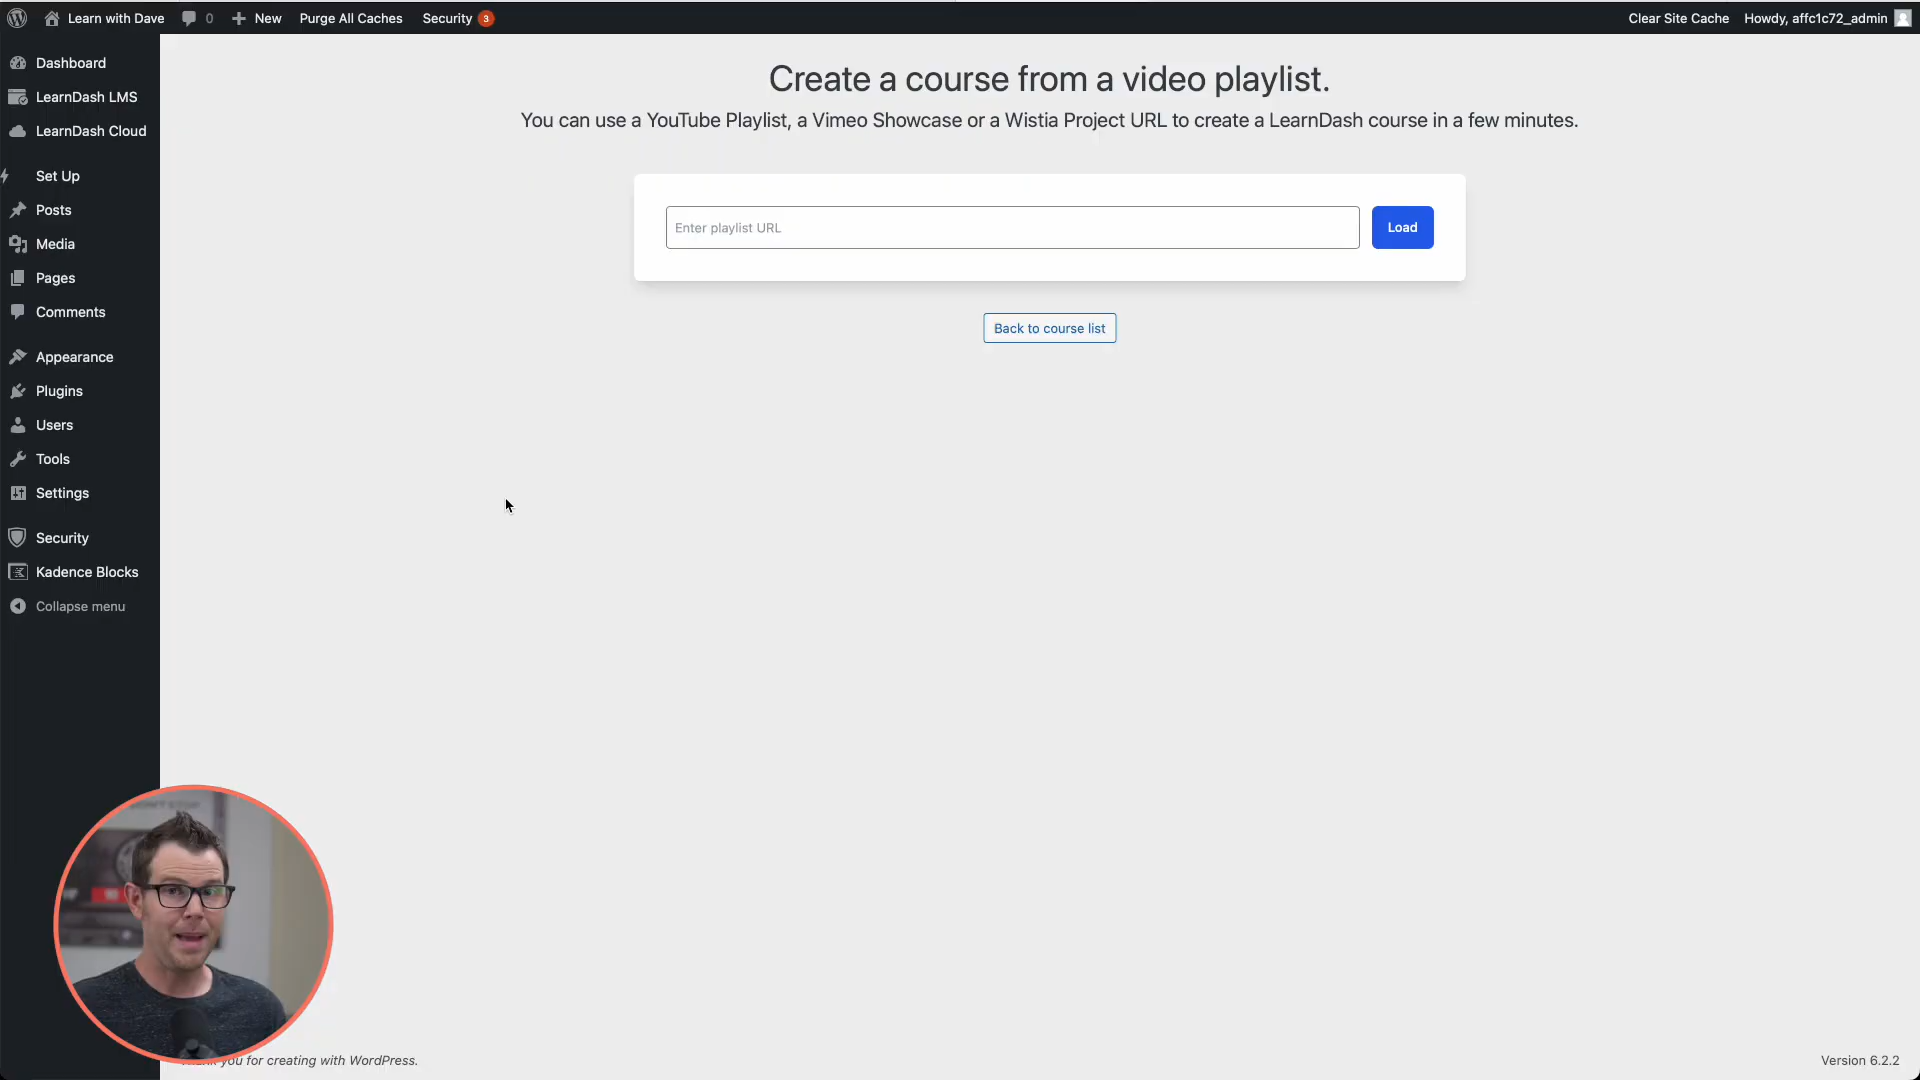 Learn with Dave
0
New
Purge All Caches
Security
3
Clear Site Cache
Howdy, affc1c72_admin
Dashboard
LearnDash LMS
LearnDash Cloud
Set Up
Posts
Media
Pages
Comments
Appearance
Plugins
Users
Tools
Settings
Security
Kadence Blocks
Collapse menu
Create a course from a video playlist.
You can use a YouTube Playlist, a Vimeo Showcase or a Wistia Project URL to create a LearnDash course in a few minutes.
Enter playlist URL
Load
Back to course list
you for creating with WordPress.
Version 6.2.2